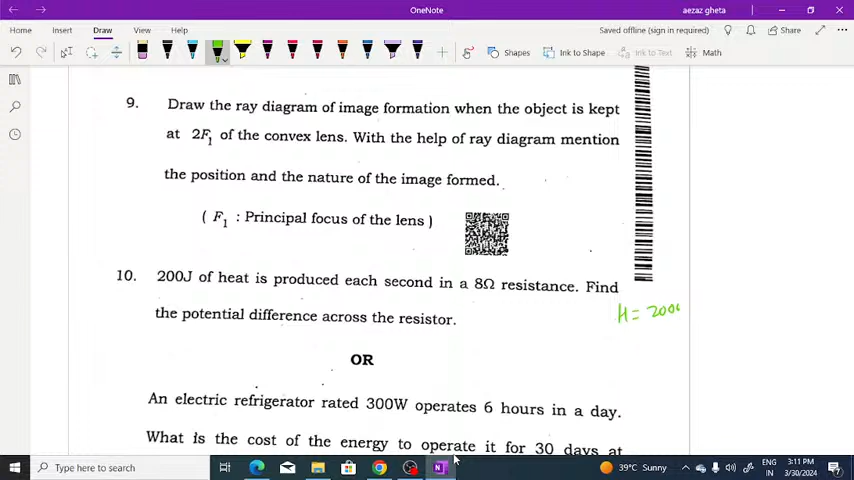 OneNote
aezaz gheta
Home Insert Draw View Help
Saved offline (sign in required)
Share
Shapes
Ink to Shape
Ink to Text
Math
9. Draw the ray diagram of image formation when the object is kept
at 2F₁ of the convex lens. With the help of ray diagram mention
the position and the nature of the image formed.
( F₁ : Principal focus of the lens )
10. 200J of heat is produced each second in a 8Ω resistance. Find
the potential difference across the resistor.
H = 200
OR
An electric refrigerator rated 300W operates 6 hours in a day.
What is the cost of the energy to operate it for 30 days at
Type here to search
39°C Sunny
ENG
IN
3:11 PM
3/30/2024